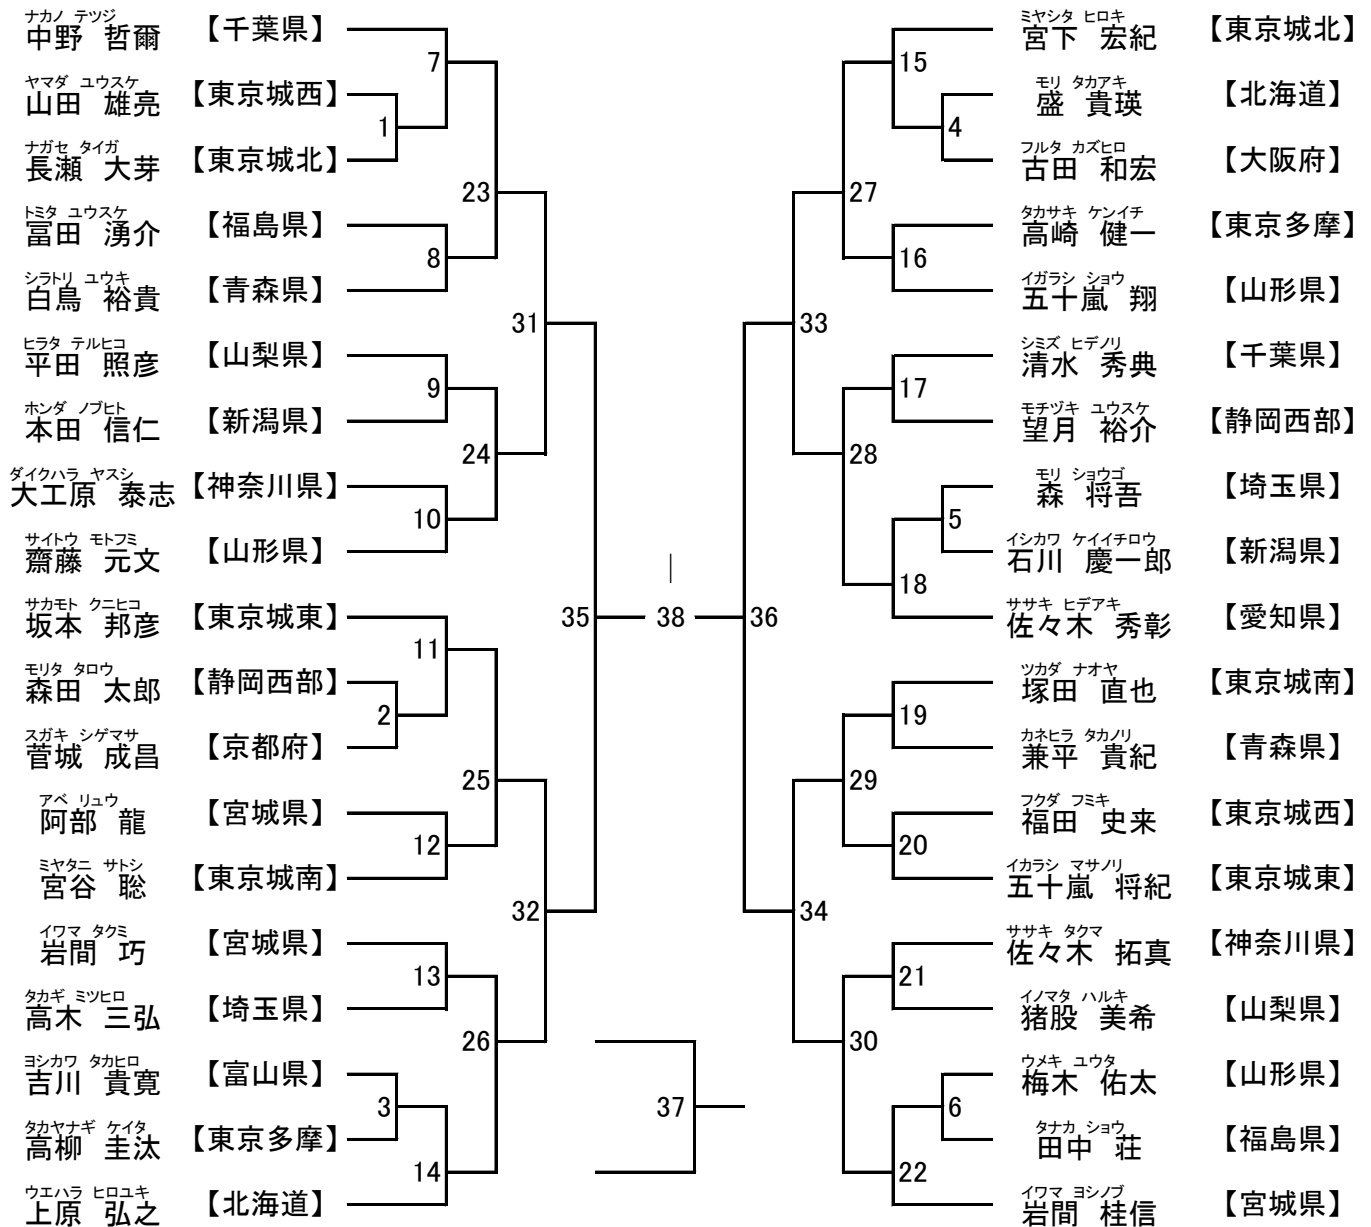 ナカノ テツジ
中野 哲爾 【千葉県】
ヤマダ ユウスケ
山田 雄亮 【東京城西】
ナガセ タイガ
長瀬 大芽 【東京城北】
トミタ ユウスケ
冨田 湧介 【福島県】
シラトリ ユウキ
白鳥 裕貴 【青森県】
ヒラタ テルヒコ
平田 照彦 【山梨県】
ホンダ ノブヒト
本田 信仁 【新潟県】
ダイクハラ ヤスシ
大工原 泰志 【神奈川県】
サイトウ モトフミ
齋藤 元文 【山形県】
サカモト クニヒコ
坂本 邦彦 【東京城東】
モリタ タロウ
森田 太郎 【静岡西部】
スガキ シゲマサ
菅城 成昌 【京都府】
アベ リュウ
阿部 龍 【宮城県】
ミヤタニ サトシ
宮谷 聡 【東京城南】
イワマ タクミ
岩間 巧 【宮城県】
タカギ ミツヒロ
高木 三弘 【埼玉県】
ヨシカワ タカヒロ
吉川 貴寛 【富山県】
タカヤナギ ケイタ
高柳 圭汰 【東京多摩】
ウエハラ ヒロユキ
上原 弘之 【北海道】
7
1
23
8
31
9
24
10
35
11
2
25
12
32
13
26
3
14
38
37
36
15
4
27
16
33
17
28
5
18
19
29
20
34
21
30
6
22
ミヤシタ ヒロキ
宮下 宏紀 【東京城北】
モリ タカアキ
盛 貴瑛 【北海道】
フルタ カズヒロ
古田 和宏 【大阪府】
タカサキ ケンイチ
高崎 健一 【東京多摩】
イガラシ ショウ
五十嵐 翔 【山形県】
シミズ ヒデノリ
清水 秀典 【千葉県】
モチヅキ ユウスケ
望月 裕介 【静岡西部】
モリ ショウゴ
森 将吾 【埼玉県】
イシカワ ケイイチロウ
石川 慶一郎 【新潟県】
ササキ ヒデアキ
佐々木 秀彰 【愛知県】
ツカダ ナオヤ
塚田 直也 【東京城南】
カネヒラ タカノリ
兼平 貴紀 【青森県】
フクダ フミキ
福田 史来 【東京城西】
イカラシ マサノリ
五十嵐 将紀 【東京城東】
ササキ タクマ
佐々木 拓真 【神奈川県】
イノマタ ハルキ
猪股 美希 【山梨県】
ウメキ ユウタ
梅木 佑太 【山形県】
タナカ ショウ
田中 荘 【福島県】
イワマ ヨシノブ
岩間 桂信 【宮城県】